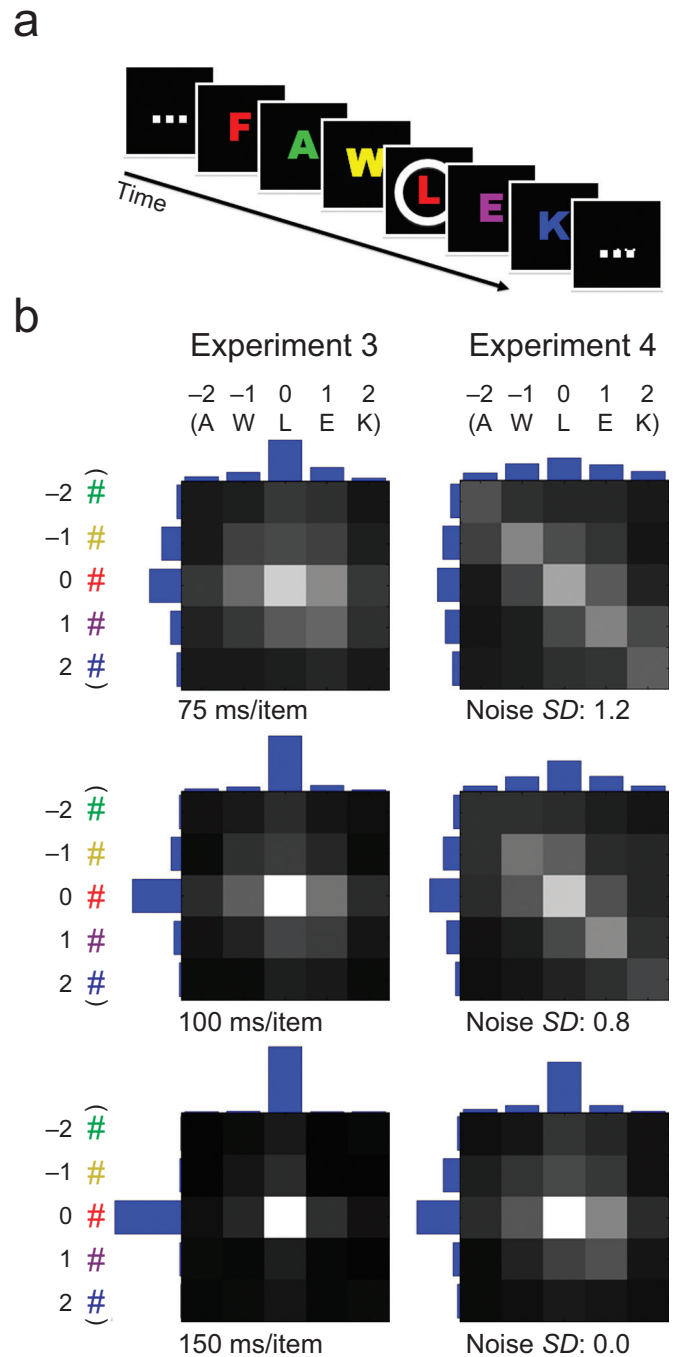 a
...
F
A
W
L
E
K
...
Time
b
Experiment 3 Experiment 4
–2 –1 0 1 2 –2 –1 0 1 2
(A W L E K) (A W L E K)
–2 # (
–1 #
0 #
1 #
2 # )
75 ms/item Noise SD: 1.2
–2 # (
–1 #
0 #
1 #
2 # )
100 ms/item Noise SD: 0.8
–2 # (
–1 #
0 #
1 #
2 # )
150 ms/item Noise SD: 0.0